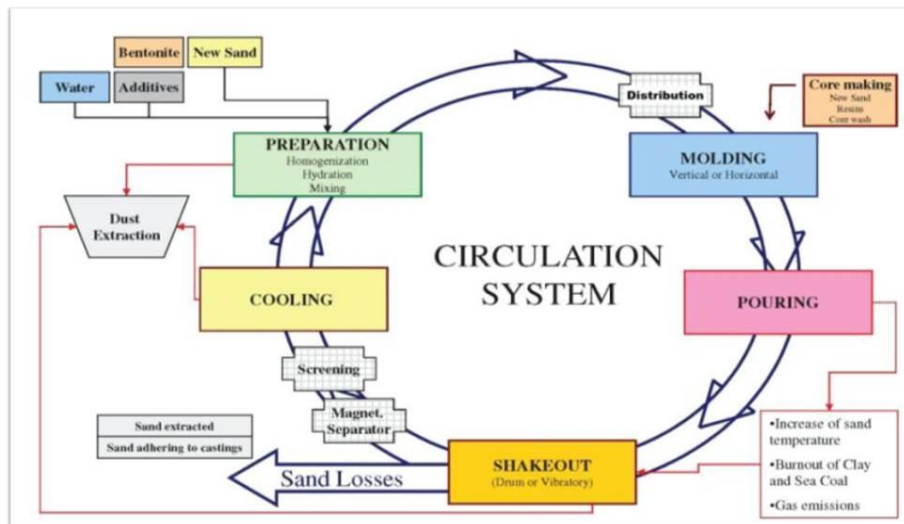 Bentonite
New Sand
Water
Additives
Distribution
Core making
New Sand
Resins
Core wash
PREPARATION
Homogenization
Hydration
Mixing
MOLDING
Vertical or Horizontal
Dust
Extraction
CIRCULATION
SYSTEM
COOLING
POURING
Screening
Magnet.
Separator
Sand extracted
Sand adhering to castings
Sand Losses
SHAKEOUT
(Drum or Vibratory)
•Increase of sand
temperature
•Burnout of Clay
and Sea Coal
•Gas emissions